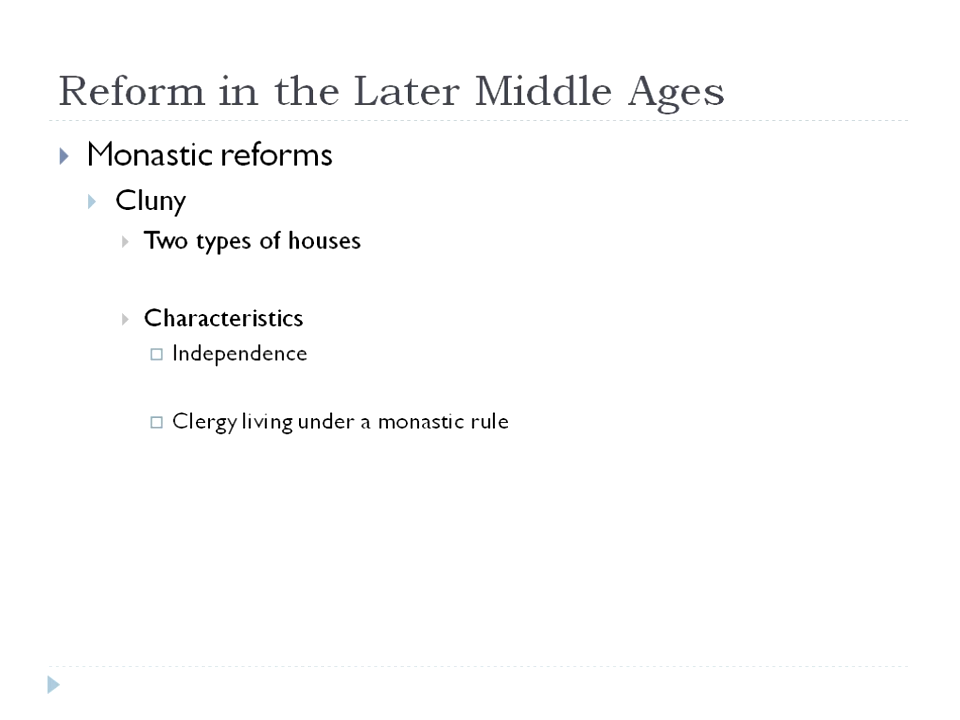 Reform in the Later Middle Ages
Monastic reforms
Cluny
Two types of houses
Characteristics
Independence
Clergy living under a monastic rule